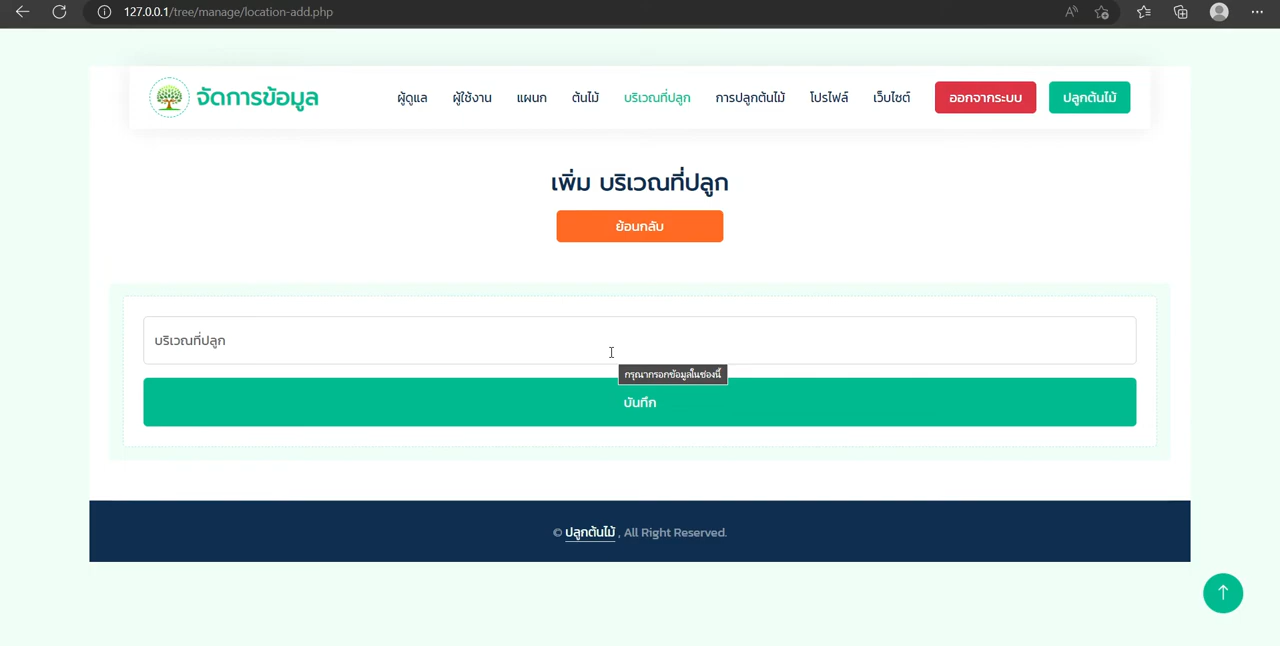 127.0.0.1/tree/manage/location-add.php
จัดการข้อมูล ผู้ดูแล ผู้ใช้งาน แผนก ต้นไม้ บริเวณที่ปลูก การปลูกต้นไม้ โปรไฟล์ เว็บไซต์ ออกจากระบบ ปลูกต้นไม้
เพิ่ม บริเวณที่ปลูก
ย้อนกลับ
บริเวณที่ปลูก
กรุณากรอกข้อมูลในช่องนี้
บันทึก
© ปลูกต้นไม้ , All Right Reserved.